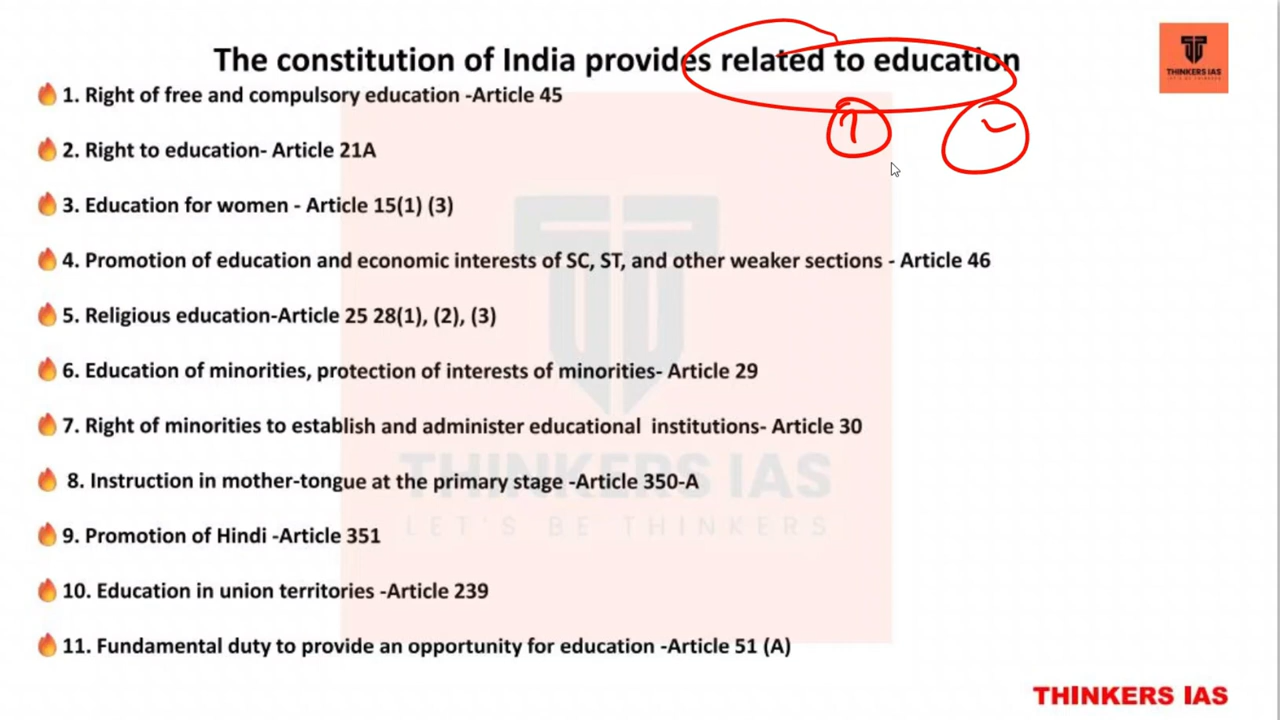 The constitution of India provides related to education
THINKERS IAS
LET'S BE THINKERS
1. Right of free and compulsory education -Article 45
2. Right to education- Article 21A
3. Education for women - Article 15(1) (3)
4. Promotion of education and economic interests of SC, ST, and other weaker sections - Article 46
5. Religious education-Article 25 28(1), (2), (3)
6. Education of minorities, protection of interests of minorities- Article 29
7. Right of minorities to establish and administer educational institutions- Article 30
THINKERS IAS
8. Instruction in mother-tongue at the primary stage -Article 350-A
LET'S BE THINKERS
9. Promotion of Hindi -Article 351
10. Education in union territories -Article 239
11. Fundamental duty to provide an opportunity for education -Article 51 (A)
THINKERS IAS